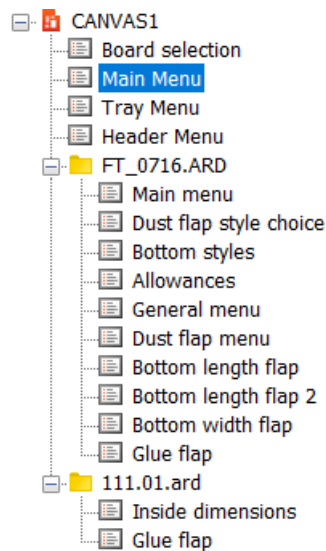 CANVAS1
Board selection
Main Menu
Tray Menu
Header Menu
FT_0716.ARD
Main menu
Dust flap style choice
Bottom styles
Allowances
General menu
Dust flap menu
Bottom length flap
Bottom length flap 2
Bottom width flap
Glue flap
111.01.ard
Inside dimensions
Glue flap